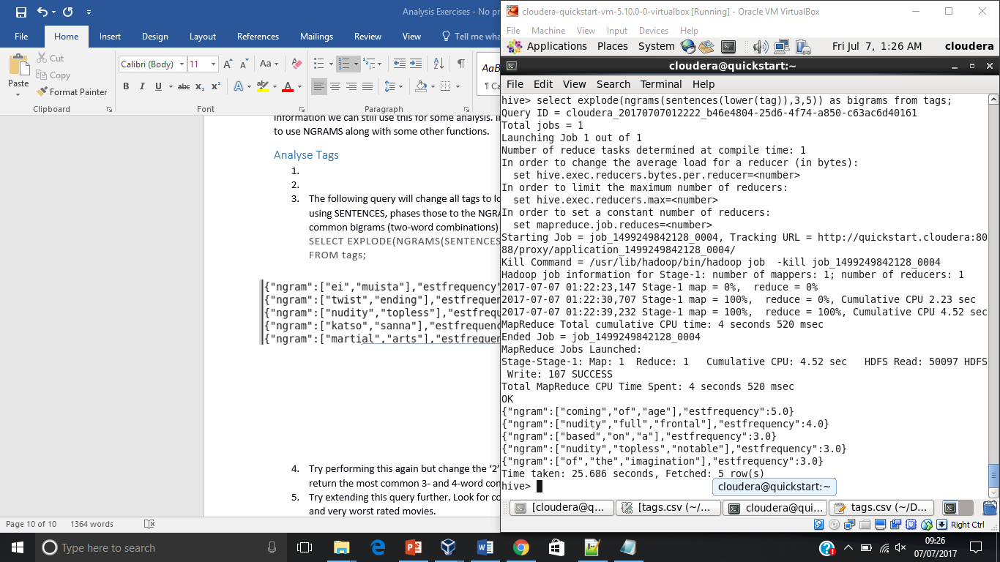 Analysis Exercises - No pr
File
Home
Insert
Design
Layout
References
Mailings
Review
View
Tell me wha
Paste
Cut
Copy
Format Painter
Clipboard
Calibri (Body)
11
Font
Paragraph
AaB
¶ Ca
information we can still use this for some analysis. I
to use NGRAMS along with some other functions.
Analyse Tags
1.
2.
3. The following query will change all tags to lo
using SENTENCES, phases those to the NGRA
common bigrams (two-word combinations)
SELECT EXPLODE(NGRAMS(SENTENCES
FROM tags;
{"ngram":["ei","muista"],"estfrequency"
{"ngram":["twist","ending"],"estfrequen
{"ngram":["nudity","topless"],"estfrequ
{"ngram":["katso","sanna"],"estfrequenc
{"ngram":["martial","arts"],"estfrequen
4. Try performing this again but change the ‘2’
return the most common 3- and 4-word con
5. Try extending this query further. Look for co
and very worst rated movies.
Page 10 of 10
1364 words
cloudera-quickstart-vm-5.10.0-0-virtualbox [Running] - Oracle VM VirtualBox
File Machine View Input Devices Help
Applications Places System
Fri Jul 7, 1:26 AM
cloudera
cloudera@quickstart:~
File Edit View Search Terminal Help
hive> select explode(ngrams(sentences(lower(tag)),3,5)) as bigrams from tags;
Query ID = cloudera_20170707012222_b46e4804-25d6-4f74-a850-c63ac6d40161
Total jobs = 1
Launching Job 1 out of 1
Number of reduce tasks determined at compile time: 1
In order to change the average load for a reducer (in bytes):
set hive.exec.reducers.bytes.per.reducer=<number>
In order to limit the maximum number of reducers:
set hive.exec.reducers.max=<number>
In order to set a constant number of reducers:
set mapreduce.job.reduces=<number>
Starting Job = job_1499249842128_0004, Tracking URL = http://quickstart.cloudera:80
88/proxy/application_1499249842128_0004/
Kill Command = /usr/lib/hadoop/bin/hadoop job  -kill job_1499249842128_0004
Hadoop job information for Stage-1: number of mappers: 1; number of reducers: 1
2017-07-07 01:22:23,147 Stage-1 map = 0%,  reduce = 0%
2017-07-07 01:22:30,707 Stage-1 map = 100%,  reduce = 0%, Cumulative CPU 2.23 sec
2017-07-07 01:22:39,232 Stage-1 map = 100%,  reduce = 100%, Cumulative CPU 4.52 sec
MapReduce Total cumulative CPU time: 4 seconds 520 msec
Ended Job = job_1499249842128_0004
MapReduce Jobs Launched:
Stage-Stage-1: Map: 1  Reduce: 1   Cumulative CPU: 4.52 sec   HDFS Read: 50097 HDFS
Write: 107 SUCCESS
Total MapReduce CPU Time Spent: 4 seconds 520 msec
OK
{"ngram":["coming","of","age"],"estfrequency":5.0}
{"ngram":["nudity","full","frontal"],"estfrequency":4.0}
{"ngram":["based","on","a"],"estfrequency":3.0}
{"ngram":["nudity","topless","notable"],"estfrequency":3.0}
{"ngram":["of","the","imagination"],"estfrequency":3.0}
Time taken: 25.686 seconds, Fetched: 5 row(s)
hive>
cloudera@quickstart:~
[cloudera@q...
[tags.csv (~/...
cloudera@qui...
tags.csv (~/D...
Right Ctrl
Type here to search
09:26
07/07/2017